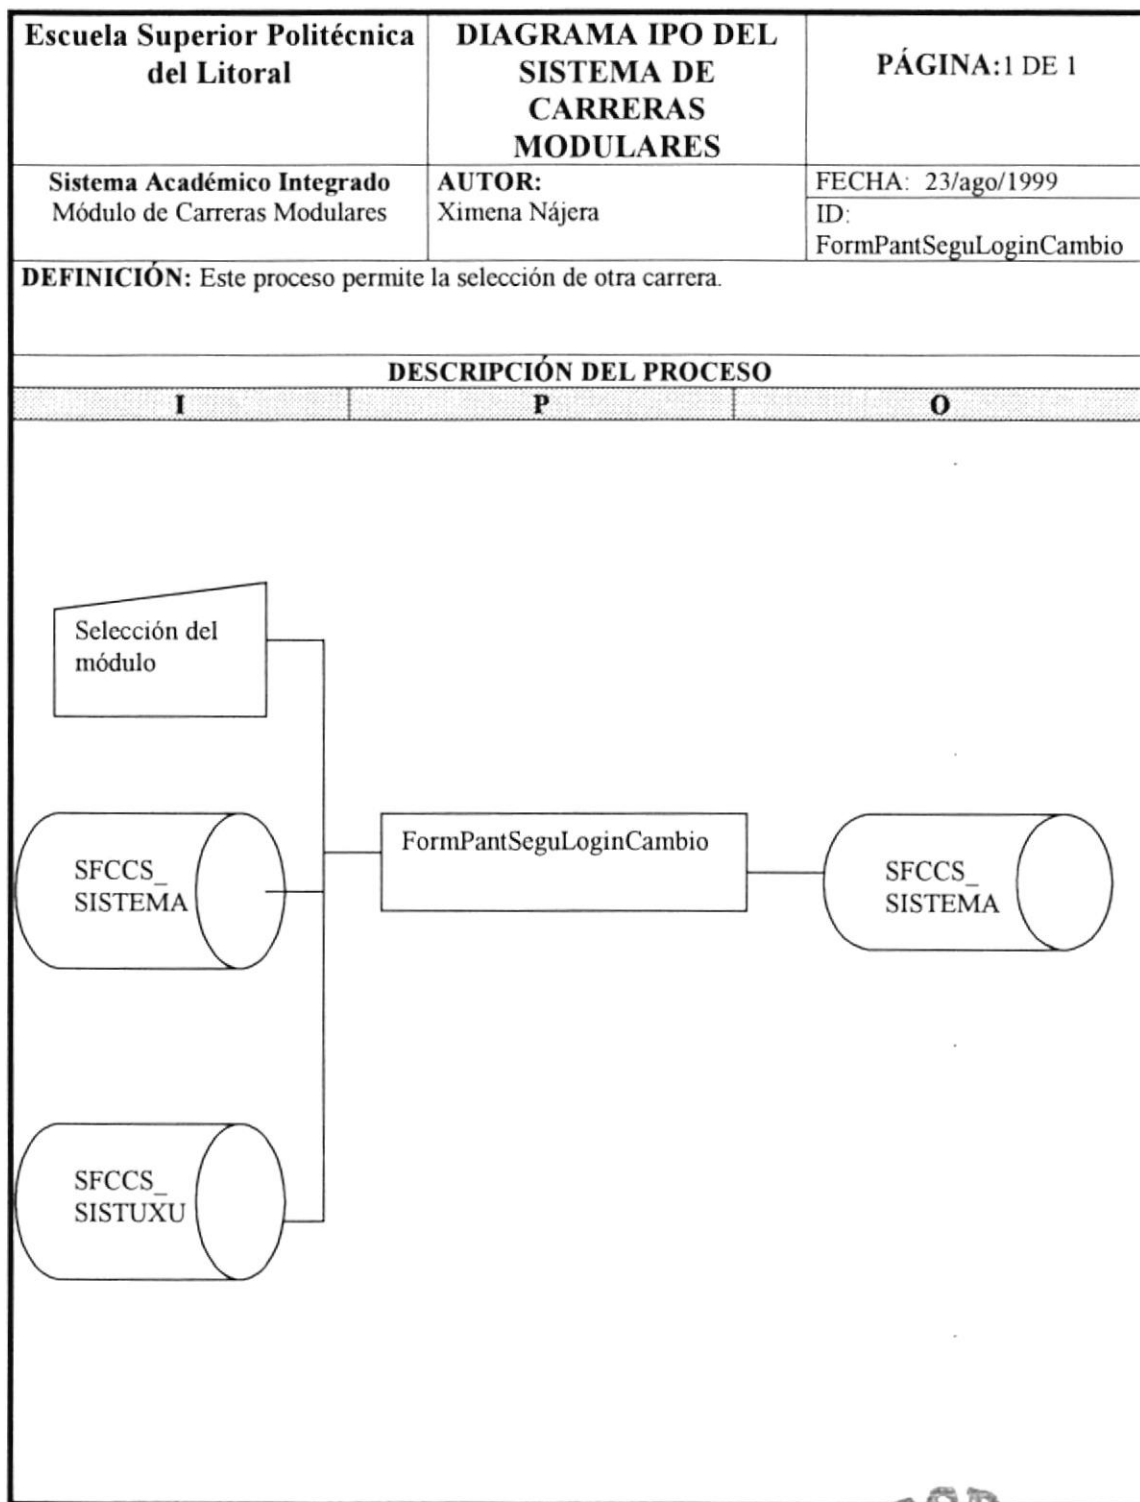 Escuela Superior Politécnica
del Litoral
DIAGRAMA IPO DEL
SISTEMA DE
CARRERAS
MODULARES
PÁGINA:1 DE 1
Sistema Académico Integrado
Módulo de Carreras Modulares
AUTOR:
Ximena Nájera
FECHA: 23/ago/1999
ID:
FormPantSeguLoginCambio
DEFINICIÓN: Este proceso permite la selección de otra carrera.
DESCRIPCIÓN DEL PROCESO
I
P
O
Selección del
módulo
SFCCS_
SISTEMA
FormPantSeguLoginCambio
SFCCS_
SISTEMA
SFCCS_
SISTUXU